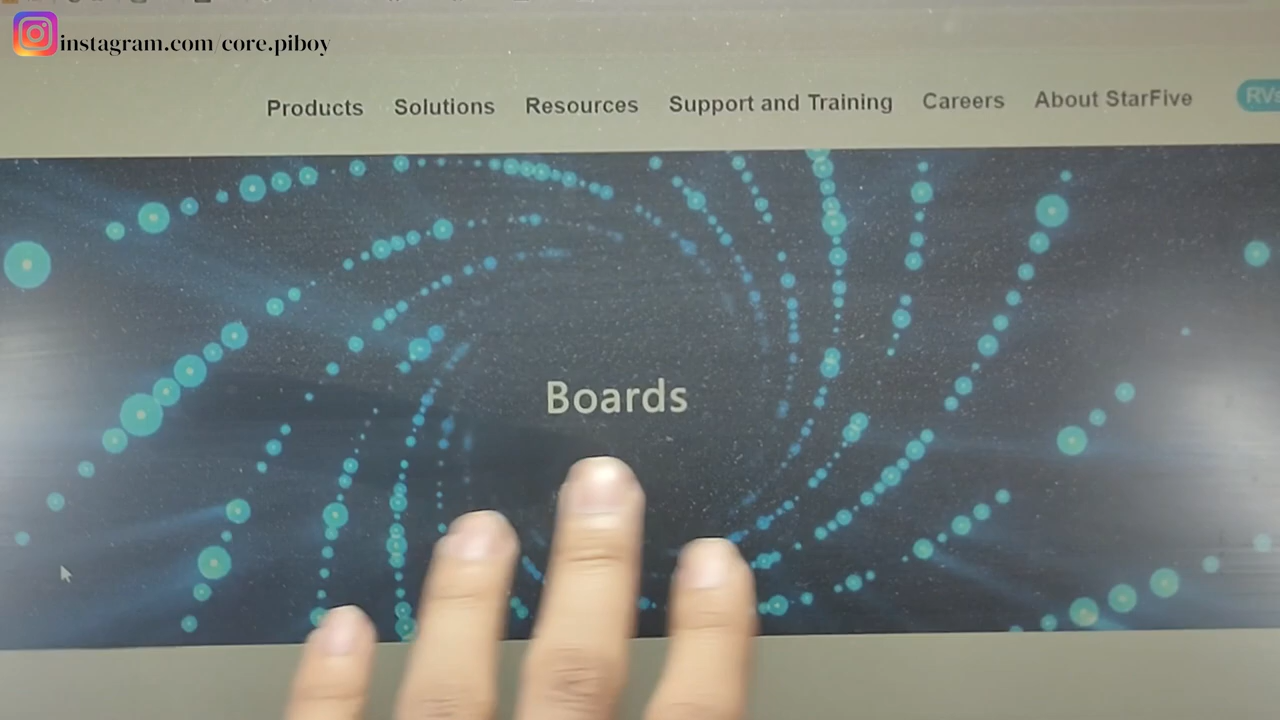 instagram.com/core.piboy
Products Solutions Resources Support and Training Careers About StarFive
Boards